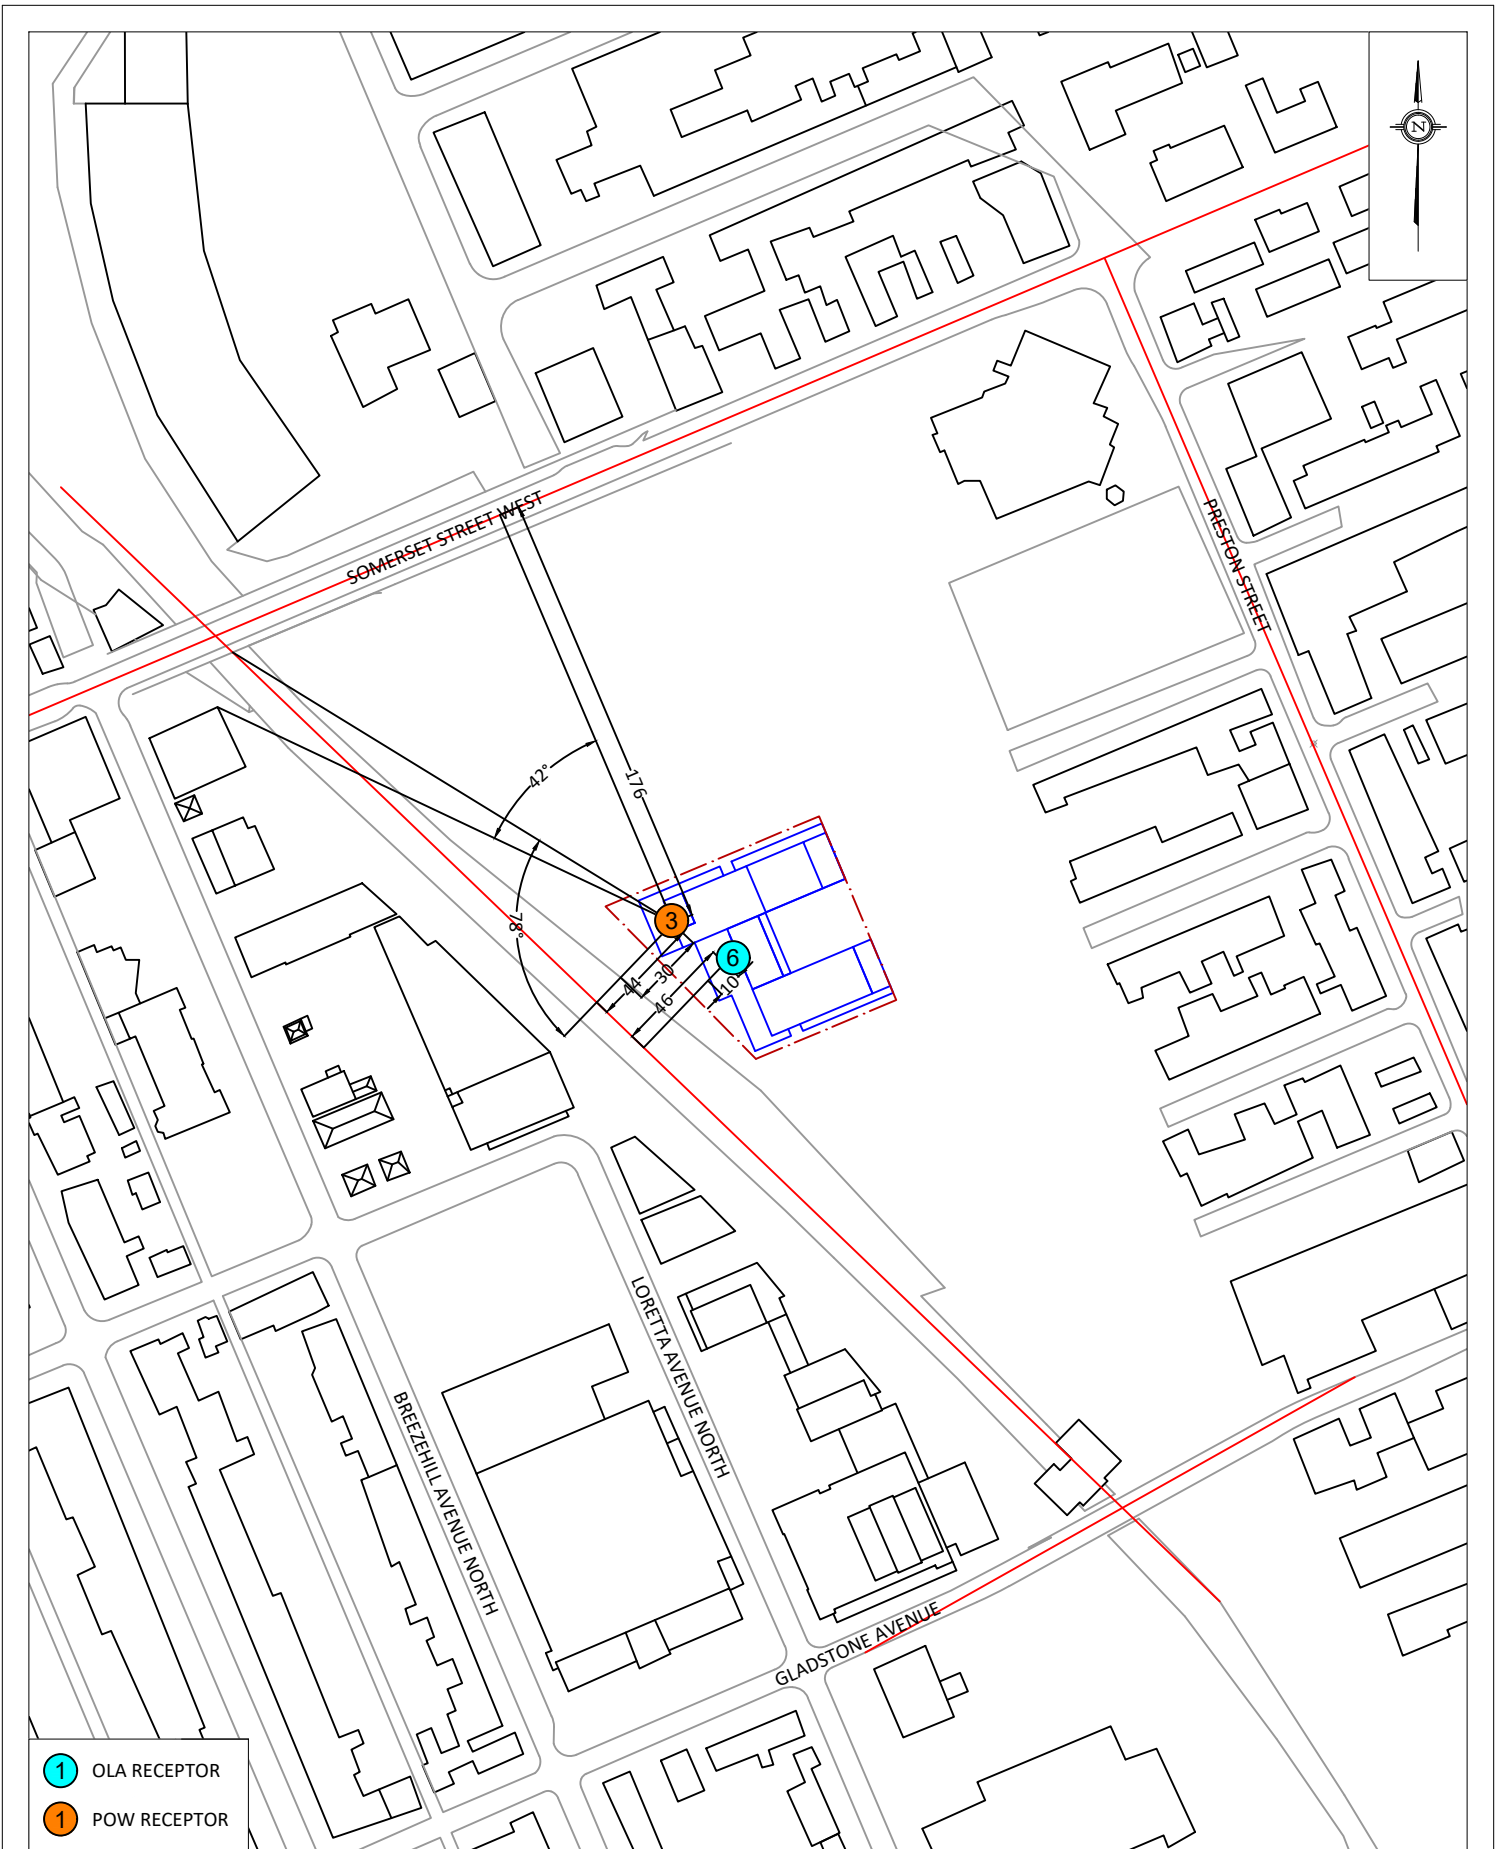 N
SOMERSET STREET WEST
PRESTON STREET
42°
176
78°
3
6
44
30
46
10
LORETTA AVENUE NORTH
BREEZEHILL AVENUE NORTH
GLADSTONE AVENUE
1 OLA RECEPTOR
1 POW RECEPTOR